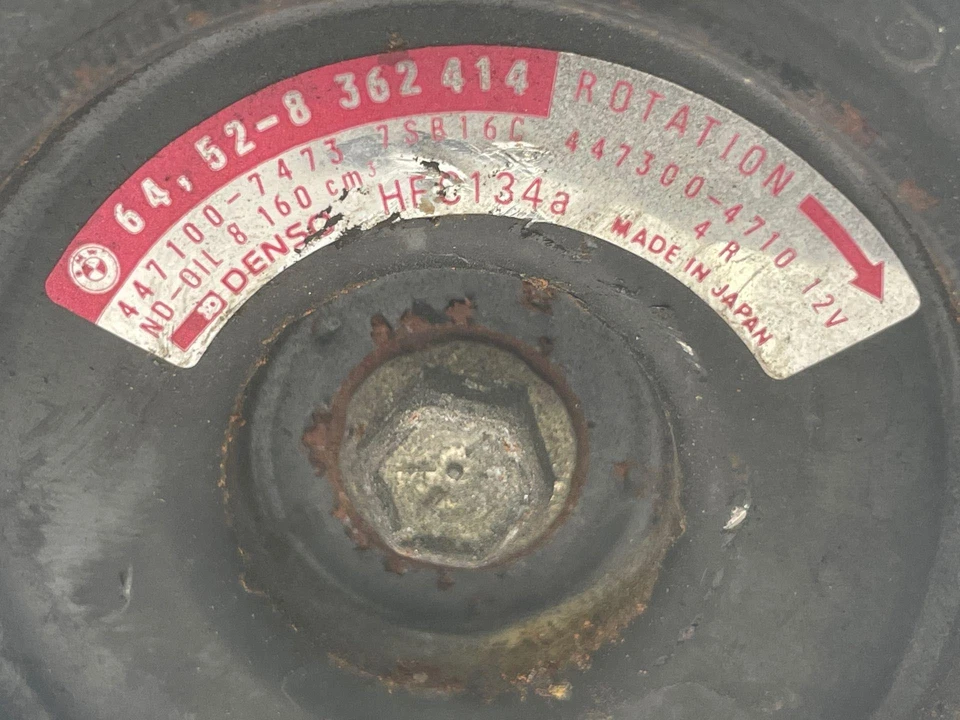 64,52-8 362 414
ROTATION
447100-7473 7SB16C
447300-4710 12V
ND-OIL 8 160 cm³ HFC134a
4 R
DENSO
MADE IN JAPAN